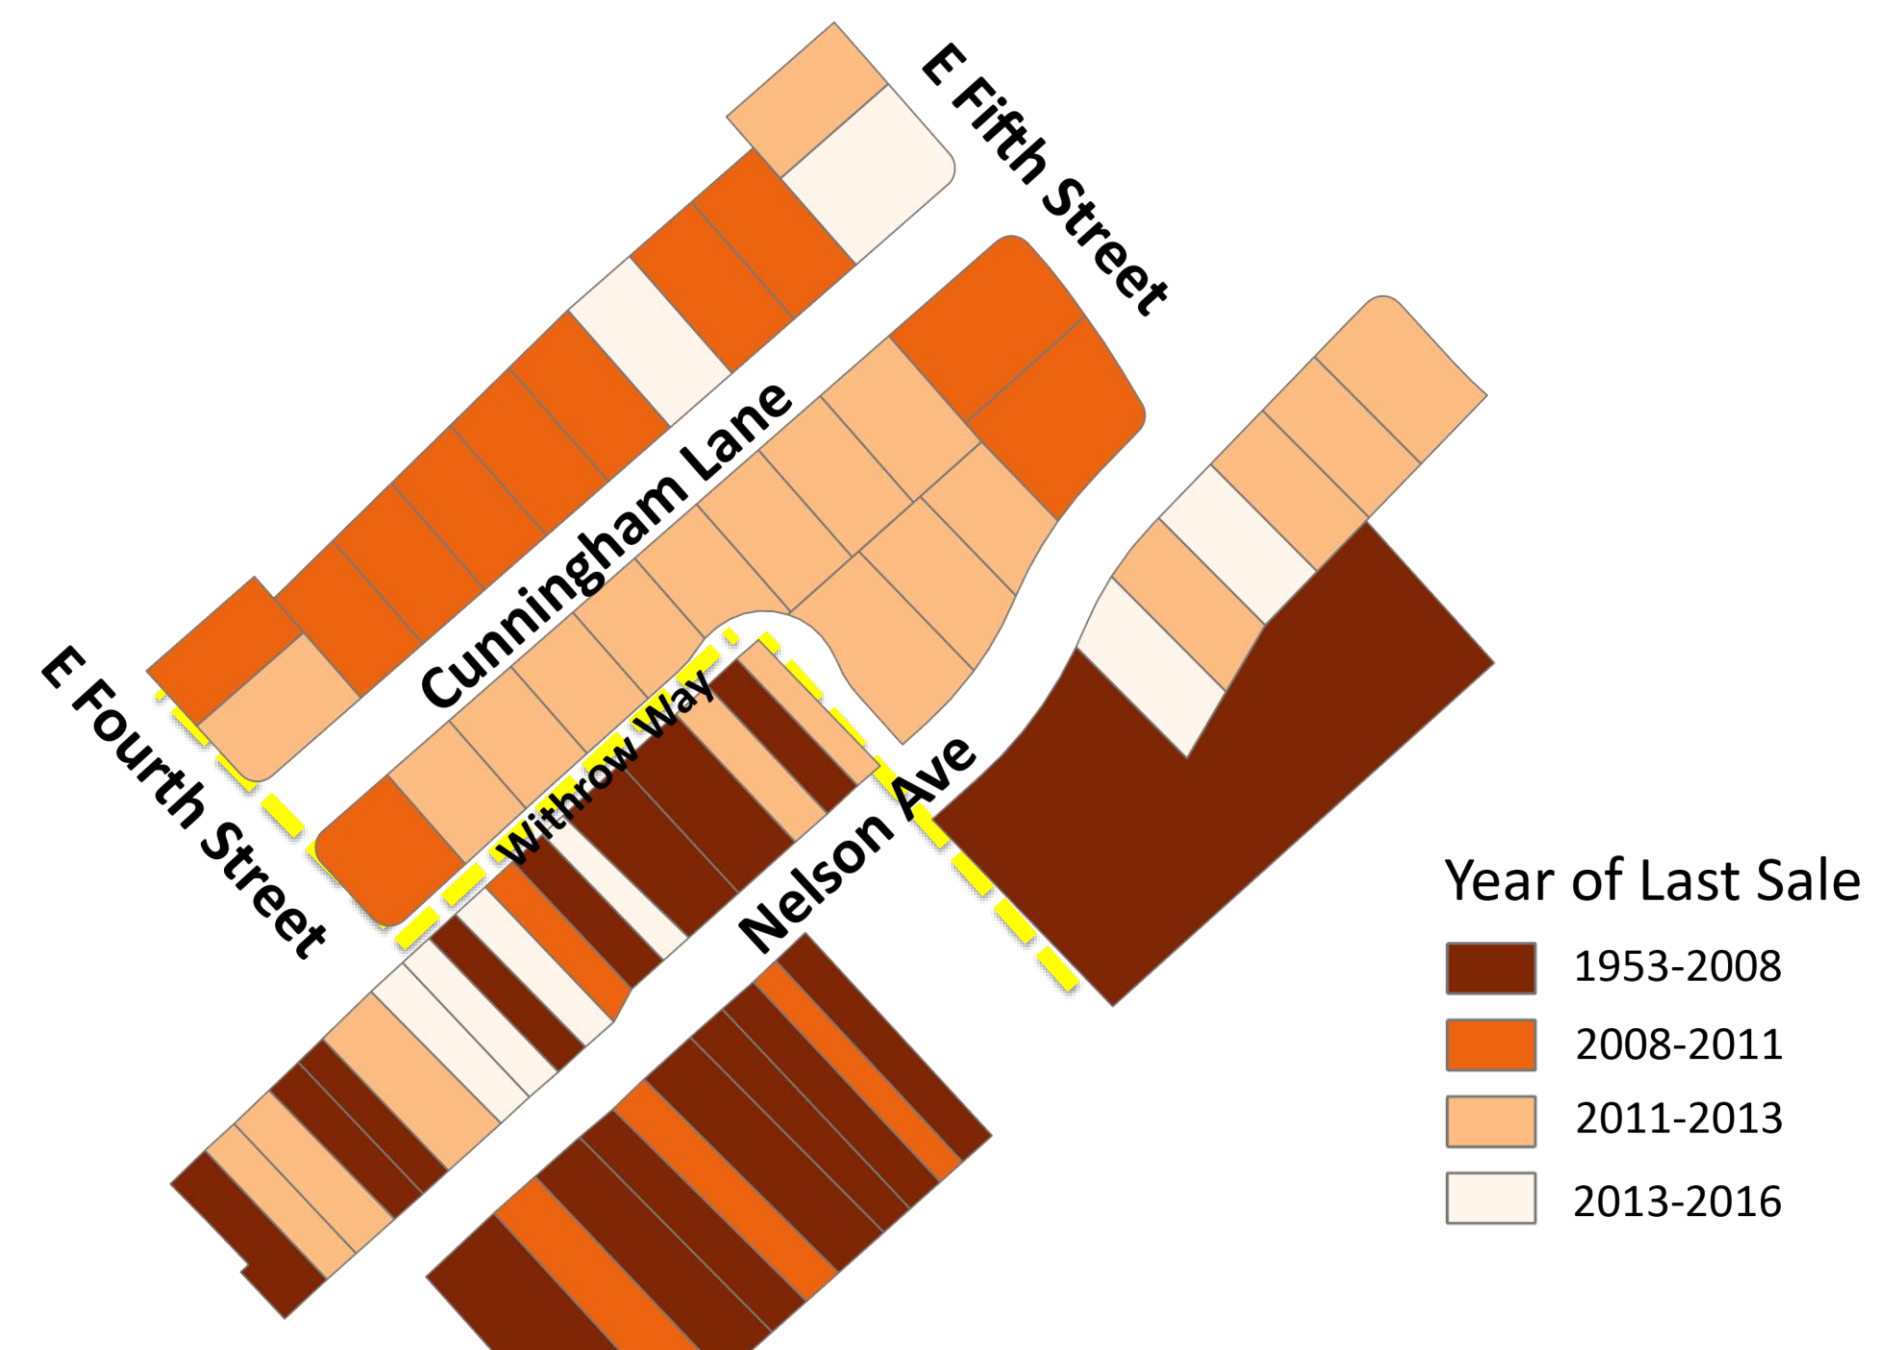 E Fifth Street
Cunningham Lane
E Fourth Street
Withrow Way
Nelson Ave
Year of Last Sale
1953-2008
2008-2011
2011-2013
2013-2016